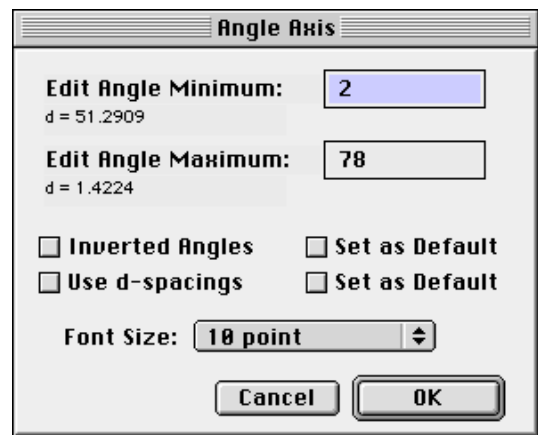 Angle Axis
Edit Angle Minimum: 2
d = 51.2909
Edit Angle Maximum: 78
d = 1.4224
Inverted Angles Set as Default
Use d-spacings Set as Default
Font Size: 10 point
Cancel OK